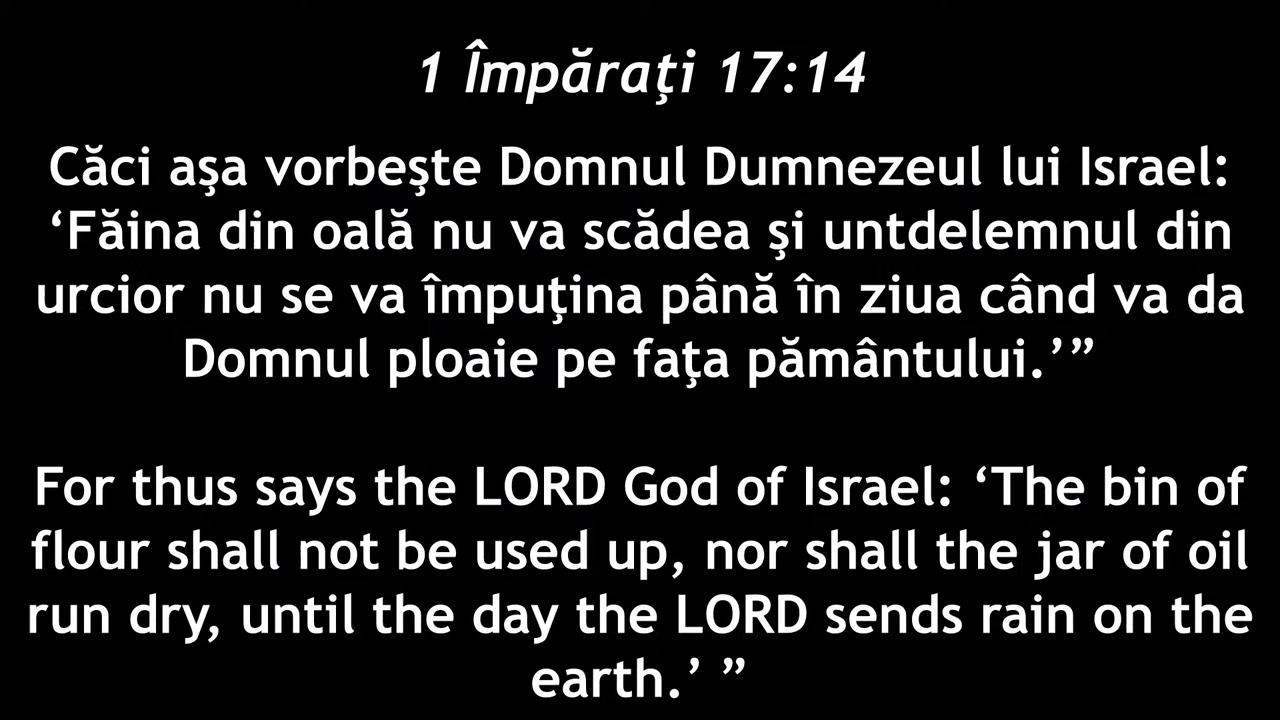 1 Împăraţi 17:14
Căci aşa vorbeşte Domnul Dumnezeul lui Israel:
‘Făina din oală nu va scădea şi untdelemnul din
urcior nu se va împuţina până în ziua când va da
Domnul ploaie pe faţa pământului.’”
For thus says the LORD God of Israel: ‘The bin of
flour shall not be used up, nor shall the jar of oil
run dry, until the day the LORD sends rain on the
earth.’ ”